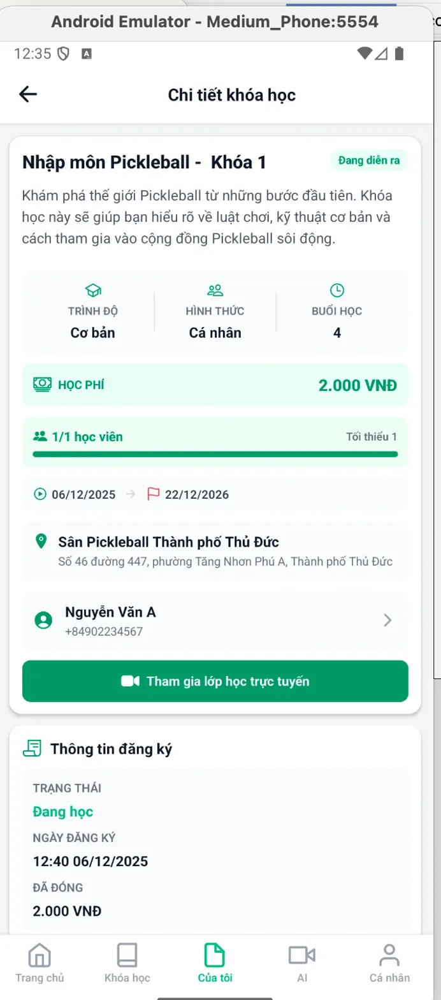 Android Emulator - Medium_Phone:5554
12:35 A
Chi tiết khóa học
Nhập môn Pickleball - Khóa 1
Đang diễn ra
Khám phá thế giới Pickleball từ những bước đầu tiên. Khóa
học này sẽ giúp bạn hiểu rõ về luật chơi, kỹ thuật cơ bản và
cách tham gia vào cộng đồng Pickleball sôi động.
TRÌNH ĐỘ
Cơ bản
HÌNH THỨC
Cá nhân
BUỔI HỌC
4
HỌC PHÍ
2.000 VNĐ
1/1 học viên
Tối thiểu 1
06/12/2025
22/12/2026
Sân Pickleball Thành phố Thủ Đức
Số 46 đường 447, phường Tăng Nhơn Phú A, Thành phố Thủ Đức
Nguyễn Văn A
+84902234567
Tham gia lớp học trực tuyến
Thông tin đăng ký
TRẠNG THÁI
Đang học
NGÀY ĐĂNG KÝ
12:40 06/12/2025
ĐÃ ĐÓNG
2.000 VNĐ
Trang chủ
Khóa học
Của tôi
AI
Cá nhân